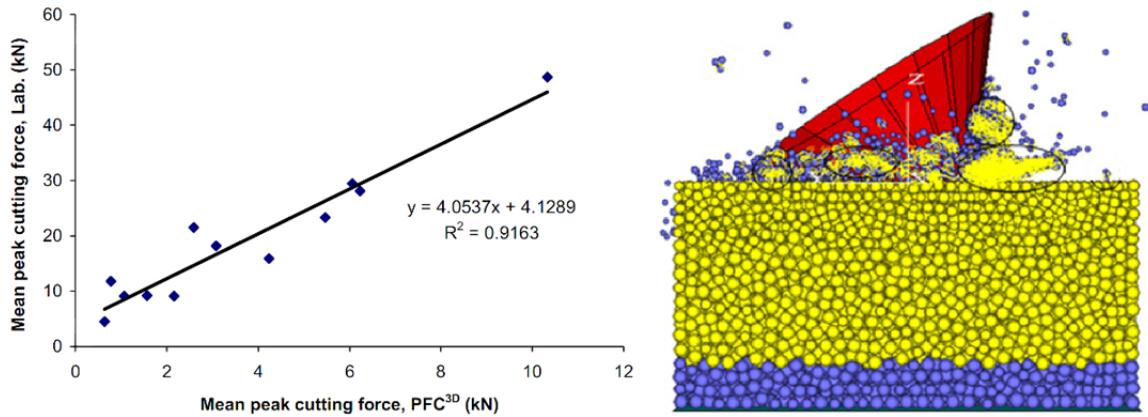 60
50
40
30
20
10
0
Mean peak cutting force, Lab. (kN)
y = 4.0537x + 4.1289
R² = 0.9163
0 2 4 6 8 10 12
Mean peak cutting force, PFC³ᴰ (kN)
Z